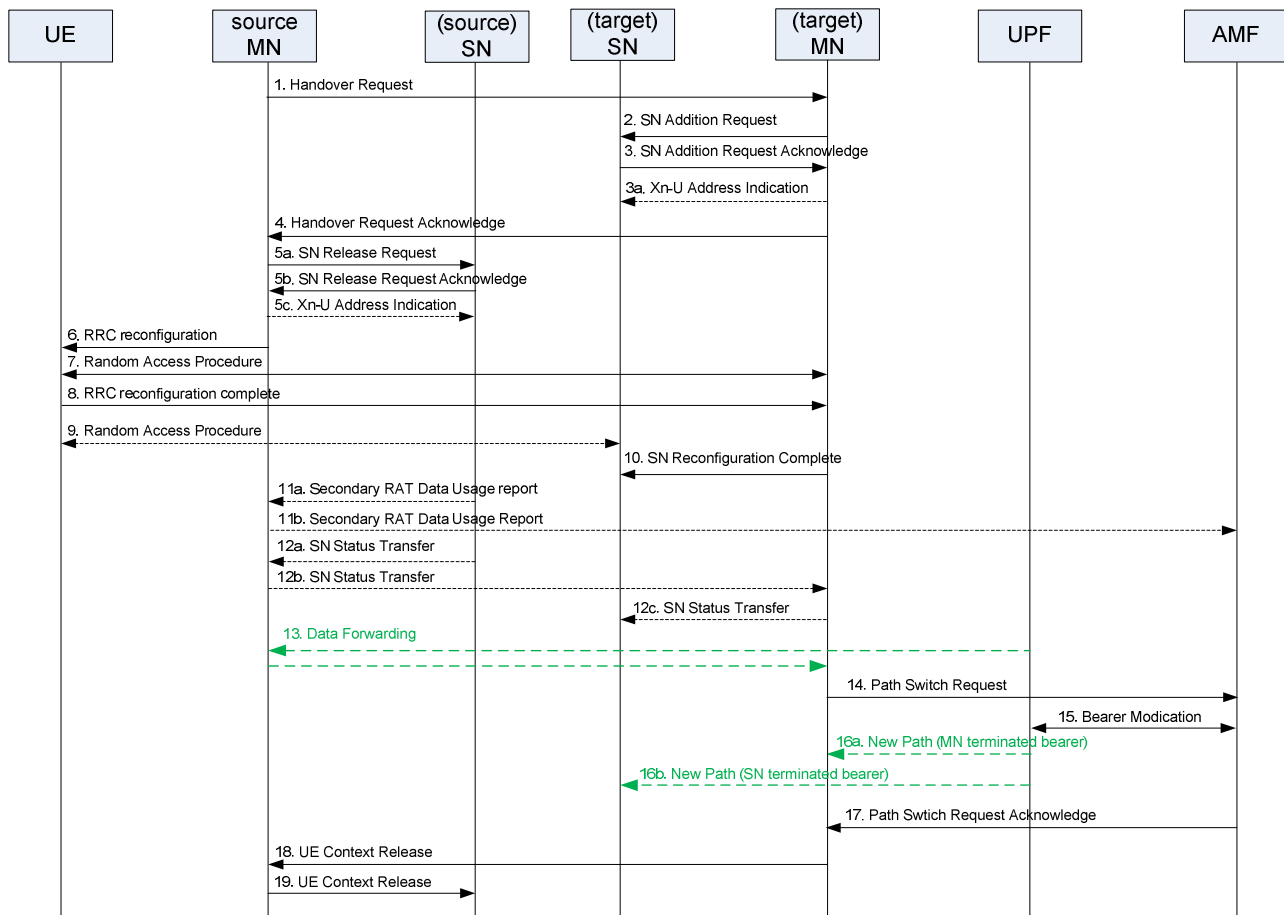 UE
source
MN
(source)
SN
(target)
SN
(target)
MN
UPF
AMF
1. Handover Request
2. SN Addition Request
3. SN Addition Request Acknowledge
3a. Xn-U Address Indication
4. Handover Request Acknowledge
5a. SN Release Request
5b. SN Release Request Acknowledge
5c. Xn-U Address Indication
6. RRC reconfiguration
7. Random Access Procedure
8. RRC reconfiguration complete
9. Random Access Procedure
10. SN Reconfiguration Complete
11a. Secondary RAT Data Usage report
11b. Secondary RAT Data Usage Report
12a. SN Status Transfer
12b. SN Status Transfer
12c. SN Status Transfer
13. Data Forwarding
14. Path Switch Request
15. Bearer Modication
16a. New Path (MN terminated bearer)
16b. New Path (SN terminated bearer)
17. Path Swtich Request Acknowledge
18. UE Context Release
19. UE Context Release